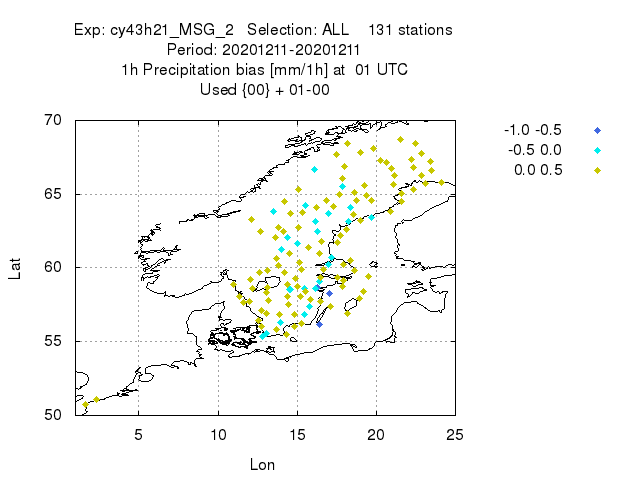 Exp: cy43h21_MSG_2   Selection: ALL    131 stations
Period: 20201211-20201211
1h Precipitation bias [mm/1h] at  01 UTC
Used {00} + 01-00
-1.0 -0.5
-0.5 0.0
0.0 0.5
70
65
60
55
50
Lat
5 10 15 20 25
Lon